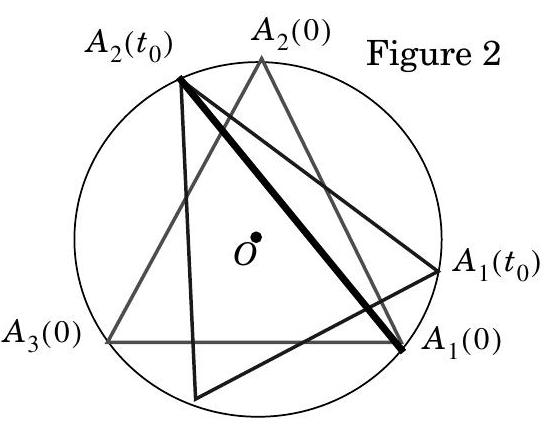 A₂(t₀)
A₂(0)
Figure 2
O
A₁(t₀)
A₃(0)
A₁(0)